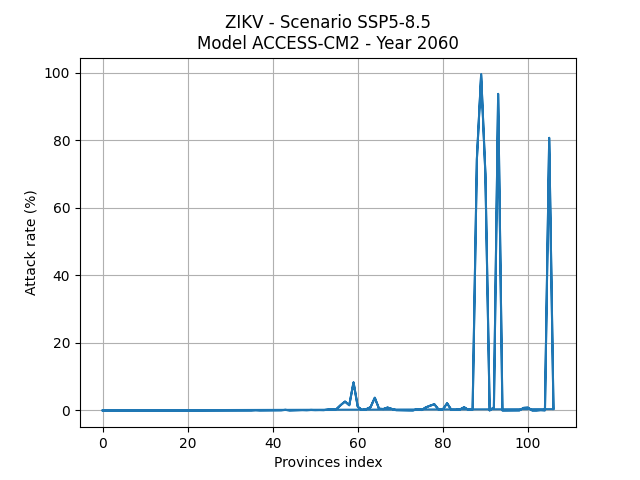 ZIKV - Scenario SSP5-8.5
Model ACCESS-CM2 - Year 2060
100
80
60
40
20
0
Attack rate (%)
0 20 40 60 80 100
Provinces index